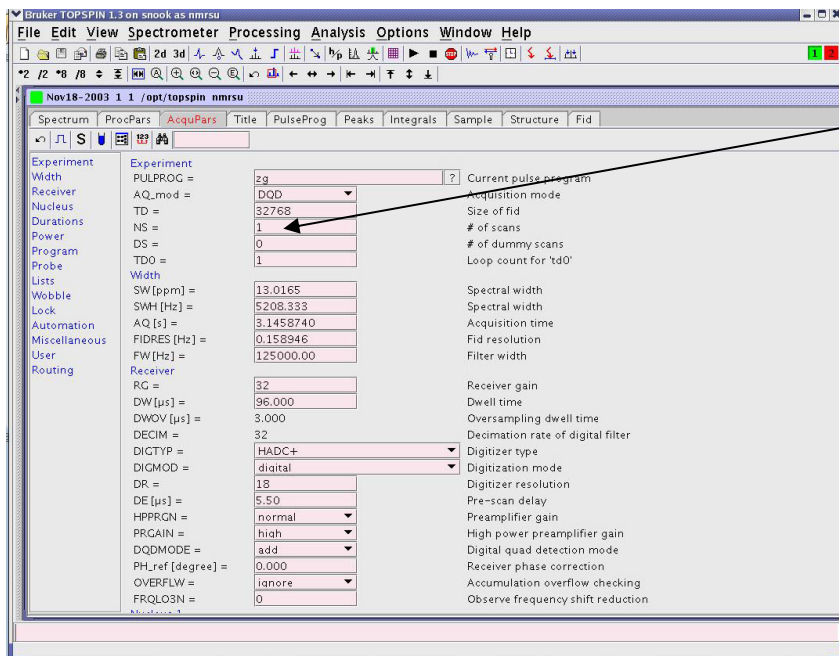 Bruker TOPSPIN 1.3 on snook as nmrsu
File Edit View Spectrometer Processing Analysis Options Window Help
2d 3d
1 2
*2 /2 *8 /8
Nov18-2003 1 1 /opt/topspin nmrsu
Spectrum ProcPars AcquPars Title PulseProg Peaks Integrals Sample Structure Fid
S 123
Experiment
Width
Receiver
Nucleus
Durations
Power
Program
Probe
Lists
Wobble
Lock
Automation
Miscellaneous
User
Routing
Experiment
PULPROG = zg ? Current pulse program
AQ_mod = DQD Acquisition mode
TD = 32768 Size of fid
NS = 1 # of scans
DS = 0 # of dummy scans
TD0 = 1 Loop count for 'td0'
Width
SW [ppm] = 13.0165 Spectral width
SWH [Hz] = 5208.333 Spectral width
AQ [s] = 3.1458740 Acquisition time
FIDRES [Hz] = 0.158946 Fid resolution
FW [Hz] = 125000.00 Filter width
Receiver
RG = 32 Receiver gain
DW [µs] = 96.000 Dwell time
DWOV [µs] = 3.000 Oversampling dwell time
DECIM = 32 Decimation rate of digital filter
DIGTYP = HADC+ Digitizer type
DIGMOD = digital Digitization mode
DR = 18 Digitizer resolution
DE [µs] = 5.50 Pre-scan delay
HPPRGN = normal Preamplifier gain
PRGAIN = high High power preamplifier gain
DQDMODE = add Digital quad detection mode
PH_ref [degree] = 0.000 Receiver phase correction
OVERFLW = ignore Accumulation overflow checking
FRQLO3N = 0 Observe frequency shift reduction